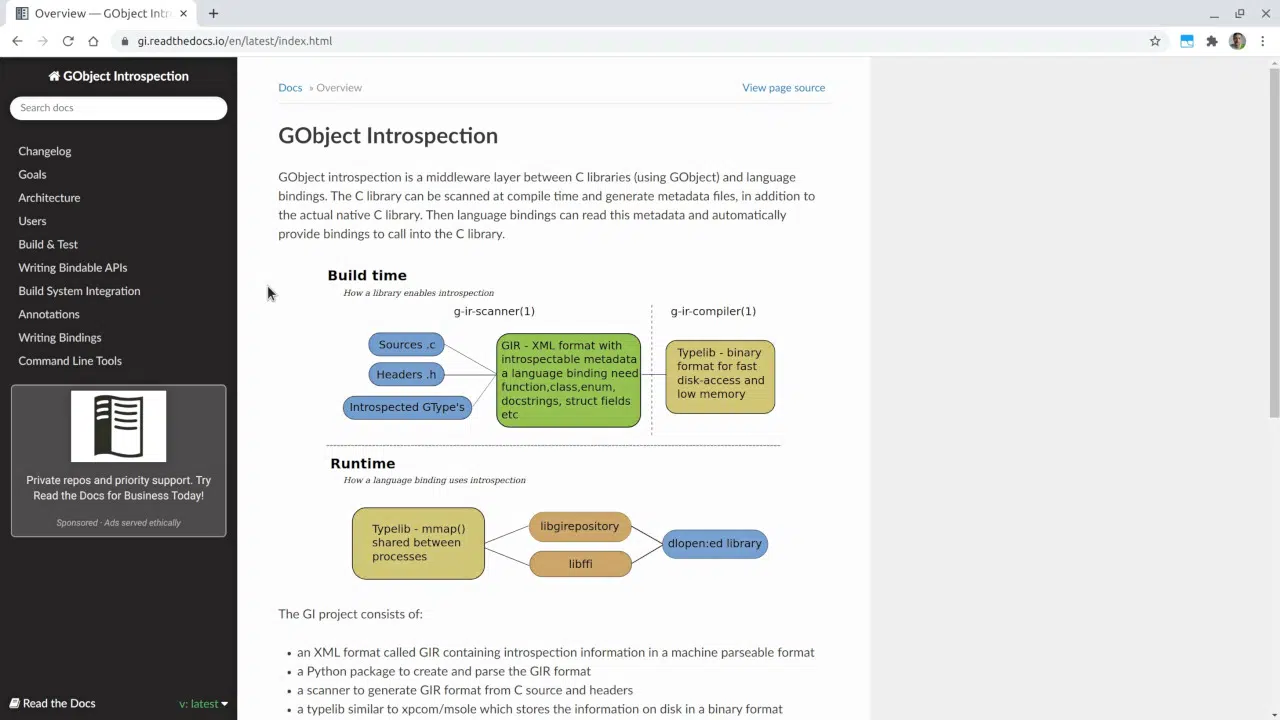 Overview — GObject Intr
gi.readthedocs.io/en/latest/index.html
GObject Introspection
Search docs
Changelog
Goals
Architecture
Users
Build & Test
Writing Bindable APIs
Build System Integration
Annotations
Writing Bindings
Command Line Tools
Private repos and priority support. Try
Read the Docs for Business Today!
Sponsored · Ads served ethically
Read the Docs
v: latest
Docs » Overview
View page source
GObject Introspection
GObject introspection is a middleware layer between C libraries (using GObject) and language
bindings. The C library can be scanned at compile time and generate metadata files, in addition to
the actual native C library. Then language bindings can read this metadata and automatically
provide bindings to call into the C library.
Build time
How a library enables introspection
g-ir-scanner(1)
g-ir-compiler(1)
Sources .c
Headers .h
Introspected GType's
GIR - XML format with
introspectable metadata
a language binding need
function,class,enum,
docstrings, struct fields
etc
Typelib - binary
format for fast
disk-access and
low memory
Runtime
How a language binding uses introspection
Typelib - mmap()
shared between
processes
libgirepository
libffi
dlopen:ed library
The GI project consists of:
• an XML format called GIR containing introspection information in a machine parseable format
• a Python package to create and parse the GIR format
• a scanner to generate GIR format from C source and headers
• a typelib similar to xpcom/msole which stores the information on disk in a binary format